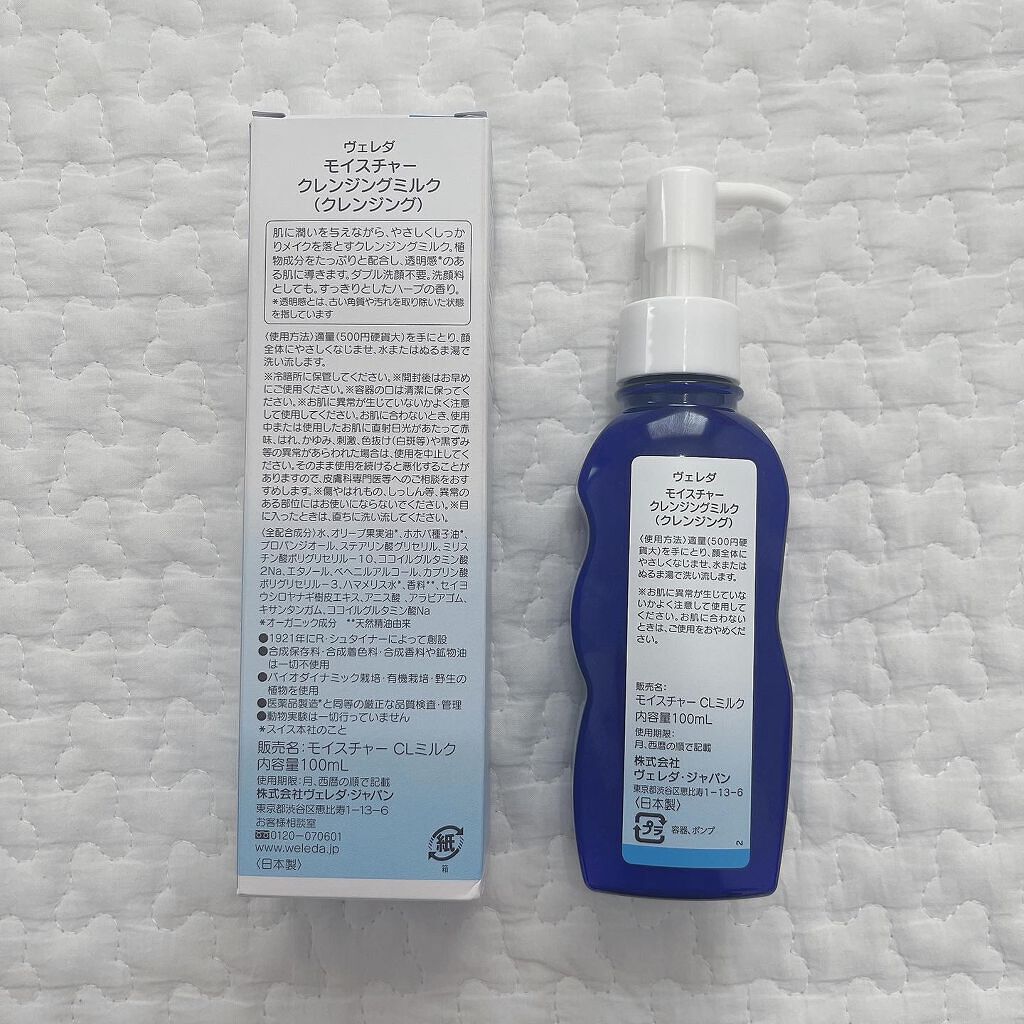 ヴェレダ
モイスチャー
クレンジングミルク
(クレンジング)
肌に潤いを与えながら、やさしくしっか
りメイクを落とすクレンジングミルク。植
物成分をたっぷりと配合し、透明感*のあ
る肌に導きます。ダブル洗顔不要。洗顔料
としても。すっきりとしたハーブの香り。
*透明感とは、古い角質や汚れを取り除いた状態
を指しています
〈使用方法〉適量(500円硬貨大)を手にとり、顔
全体にやさしくなじませ、水またはぬるま湯で
洗い流します。
※冷暗所に保管してください。※開封後はお早め
にご使用ください。※容器の口は清潔に保ってく
ださい。※お肌に異常が生じていないかよく注意
して使用してください。お肌に合わないとき、使用
中または使用したお肌に直射日光があたって赤
味、はれ、かゆみ、刺激、色抜け(白斑等)や黒ずみ
等の異常があらわれた場合は、使用を中止してく
ださい。そのまま使用を続けると悪化することが
ありますので、皮膚科専門医等へのご相談をおす
すめします。※傷やはれもの、しっしん等、異常の
ある部位にはお使いにならないでください。※目
に入ったときは、直ちに洗い流してください。
〈全配合成分〉水、オリーブ果実油*、ホホバ種子油*、
プロパンジオール、ステアリン酸グリセリル、ミリス
チン酸ポリグリセリル-10、ココイルグルタミン酸
2Na、エタノール、ベヘニルアルコール、カプリン酸
ポリグリセリル-3、ハマメリス水*、香料**、セイヨ
ウシロヤナギ樹皮エキス、アニス酸、アラビアゴム、
キサンタンガム、ココイルグルタミン酸Na
*オーガニック成分 **天然精油由来
●1921年にR・シュタイナーによって創設
●合成保存料・合成着色料・合成香料や鉱物油
は一切不使用
●バイオダイナミック栽培・有機栽培・野生の
植物を使用
●医薬品製造*と同等の厳正な品質検査・管理
●動物実験は一切行っていません
*スイス本社のこと
販売名:モイスチャー CLミルク
内容量100mL
使用期限:月、西暦の順で記載
株式会社ヴェレダ・ジャパン
東京都渋谷区恵比寿1-13-6
お客様相談室
0120-070601
www.weleda.jp
〈日本製〉
紙
箱
ヴェレダ
モイスチャー
クレンジングミルク
(クレンジング)
〈使用方法〉適量(500円硬
貨大)を手にとり、顔全体に
やさしくなじませ、水または
ぬるま湯で洗い流します。
※お肌に異常が生じていな
いかよく注意して使用して
ください。お肌に合わない
ときは、ご使用をおやめくだ
さい。
販売名:
モイスチャー CLミルク
内容量100mL
使用期限:
月、西暦の順で記載
株式会社
ヴェレダ・ジャパン
東京都渋谷区恵比寿1-13-6
〈日本製〉
プラ
容器、ポンプ
2